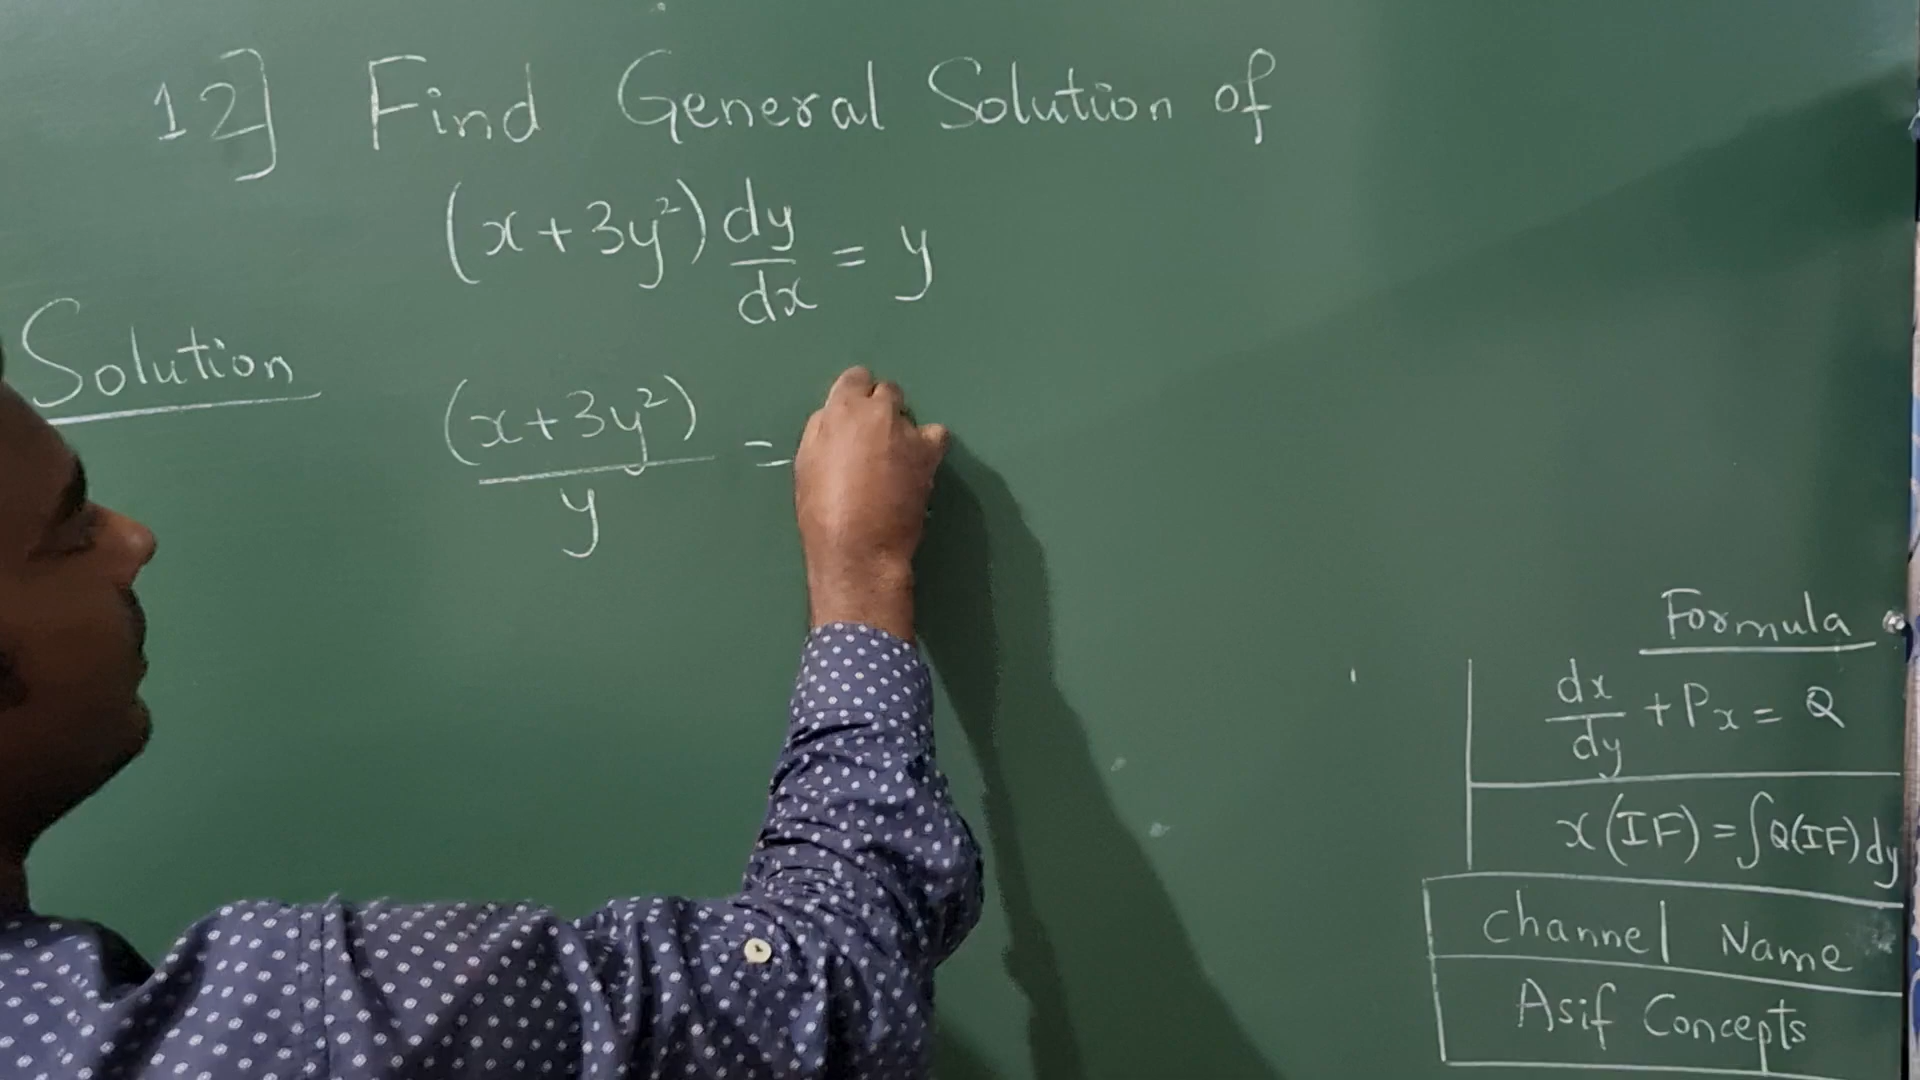 12] Find General Solution of
(x+3y²) dy/dx = y
Solution
(x+3y²)/y =
Formula
dx/dy + Px = Q
x(IF) = ∫Q(IF)dy
Channel Name
Asif Concepts